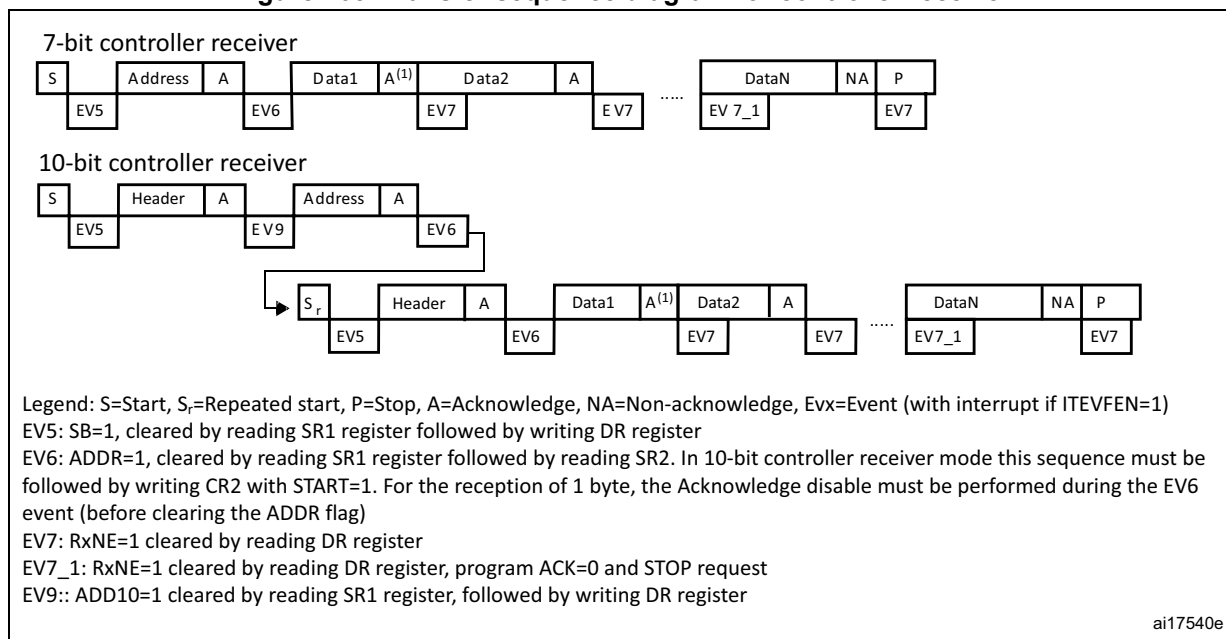 7-bit controller receiver
S Address A Data1 A(1) Data2 A ..... DataN NA P
EV5 EV6 EV7 EV7 EV 7_1 EV7
10-bit controller receiver
S Header A Address A
EV5 EV9 EV6
Sr Header A Data1 A(1) Data2 A ..... DataN NA P
EV5 EV6 EV7 EV7 EV7_1 EV7
Legend: S=Start, Sr=Repeated start, P=Stop, A=Acknowledge, NA=Non-acknowledge, Evx=Event (with interrupt if ITEVFEN=1)
EV5: SB=1, cleared by reading SR1 register followed by writing DR register
EV6: ADDR=1, cleared by reading SR1 register followed by reading SR2. In 10-bit controller receiver mode this sequence must be
followed by writing CR2 with START=1. For the reception of 1 byte, the Acknowledge disable must be performed during the EV6
event (before clearing the ADDR flag)
EV7: RxNE=1 cleared by reading DR register
EV7_1: RxNE=1 cleared by reading DR register, program ACK=0 and STOP request
EV9:: ADD10=1 cleared by reading SR1 register, followed by writing DR register
ai17540e